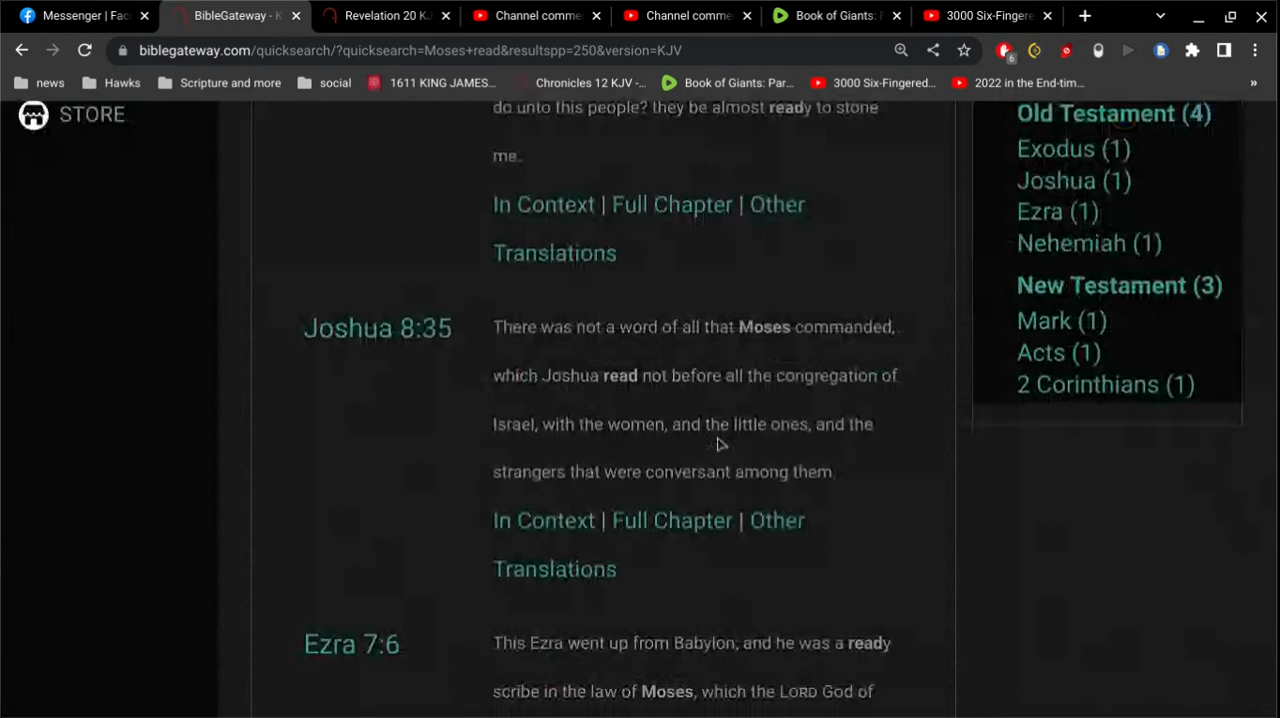 Messenger | Fac
BibleGateway - K
Revelation 20 KJ
Channel comme
Channel comme
Book of Giants: P
3000 Six-Fingere
biblegateway.com/quicksearch/?quicksearch=Moses+read&resultspp=250&version=KJV
6
news
Hawks
Scripture and more
social
1611 KING JAMES...
Chronicles 12 KJV -...
Book of Giants: Par...
3000 Six-Fingered...
2022 in the End-tim...
»
STORE
do unto this people? they be almost ready to stone
me.
In Context | Full Chapter | Other
Translations
Joshua 8:35
There was not a word of all that Moses commanded,
which Joshua read not before all the congregation of
Israel, with the women, and the little ones, and the
strangers that were conversant among them.
In Context | Full Chapter | Other
Translations
Ezra 7:6
This Ezra went up from Babylon; and he was a ready
scribe in the law of Moses, which the LORD God of
Old Testament (4)
Exodus (1)
Joshua (1)
Ezra (1)
Nehemiah (1)
New Testament (3)
Mark (1)
Acts (1)
2 Corinthians (1)